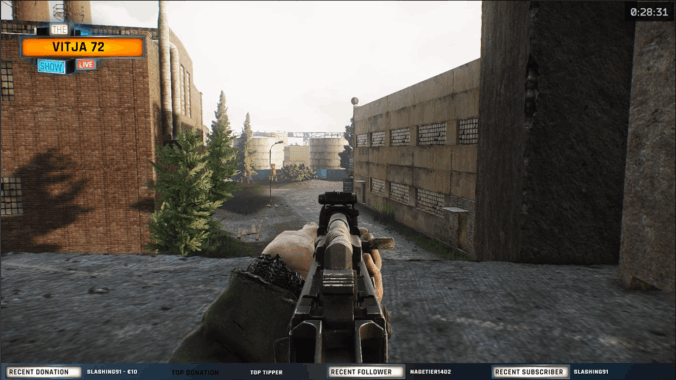 0:28:31
THE
VITJA 72
SHOW
LIVE
RECENT DONATION SLASHING91 - €10 TOP DONATION TOP TIPPER RECENT FOLLOWER NAGETIER1402 RECENT SUBSCRIBER SLASHING91